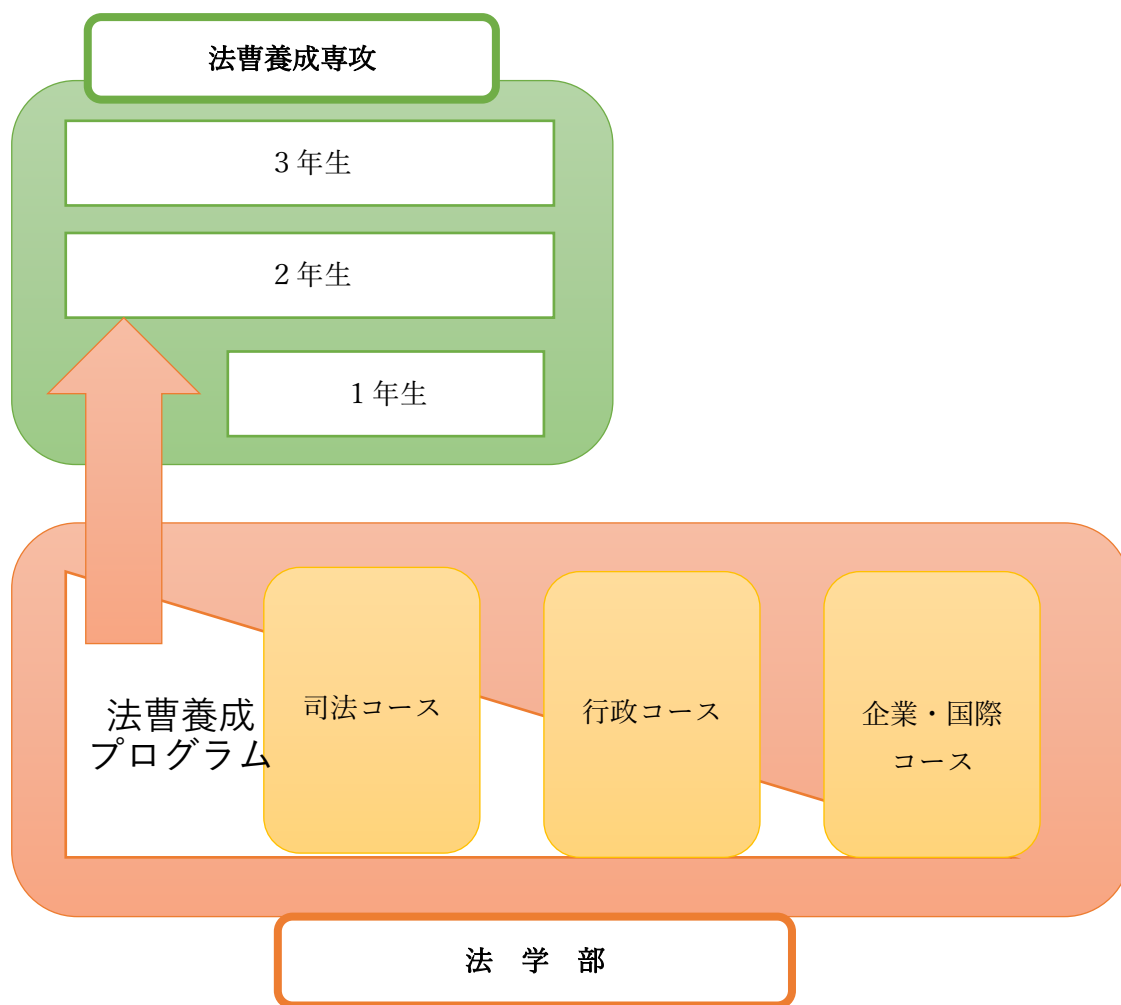 法曹養成専攻
３年生
２年生
１年生
法曹養成
プログラム
司法コース
行政コース
企業・国際
コース
法　学　部